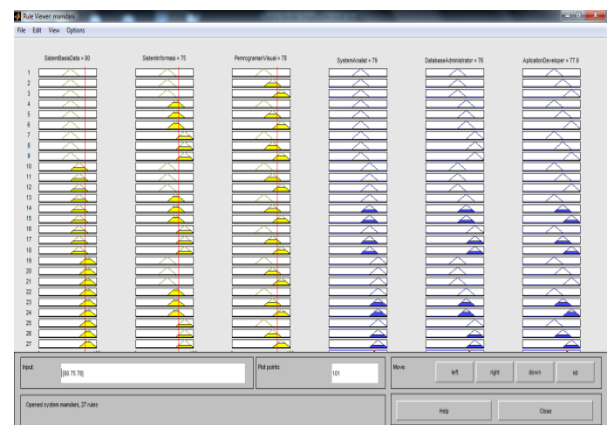 Rule Viewer: mamdani
File Edit View Options
SistemBasisData = 80
SistemInformasi = 75
PemrogramanVisual = 78
SystemAnalist = 78
DatabaseAdministrator = 76
AplicationDeveloper = 77.9
1
2
3
4
5
6
7
8
9
10
11
12
13
14
15
16
17
18
19
20
21
22
23
24
25
26
27
Input:
[80 75 78]
Plot points:
101
Move:
left
right
down
up
Opened system mamdani, 27 rules
Help
Close